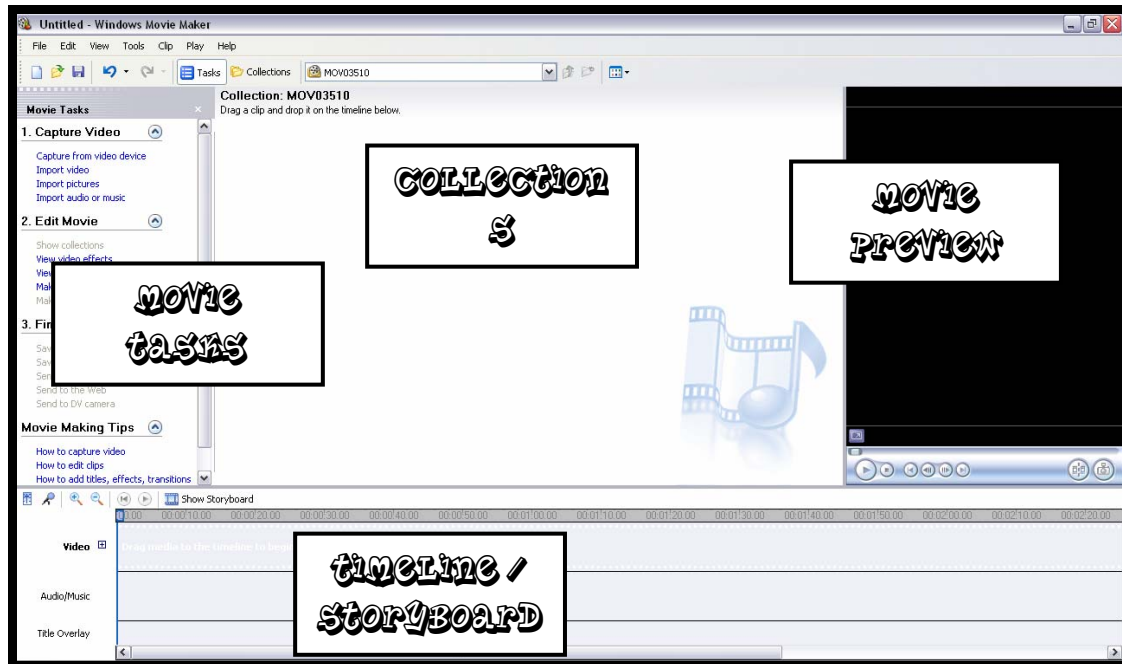 Untitled - Windows Movie Maker
File Edit View Tools Clip Play Help
Tasks Collections MOV03510
Movie Tasks
Collection: MOV03510
Drag a clip and drop it on the timeline below.
1. Capture Video
Capture from video device
Import video
Import pictures
Import audio or music
2. Edit Movie
Show collections
View video effects
3.
Send to the Web
Send to DV camera
Movie Making Tips
How to capture video
How to edit clips
How to add titles, effects, transitions
COLLECTION
S
MOVIE
PREVIEW
MOVIE
TASKS
Show Storyboard
00:00'10.00 00:00'20.00 00:00'30.00 00:00'40.00 00:00'50.00 00:01'00.00 00:01'10.00 00:01'20.00 00:01'30.00 00:01'40.00 00:01'50.00 00:02'00.00 00:02'10.00 00:02'20.00
Video
Drag media to the timeline to
Audio/Music
Title Overlay
TIMELINE /
STORYBOARD